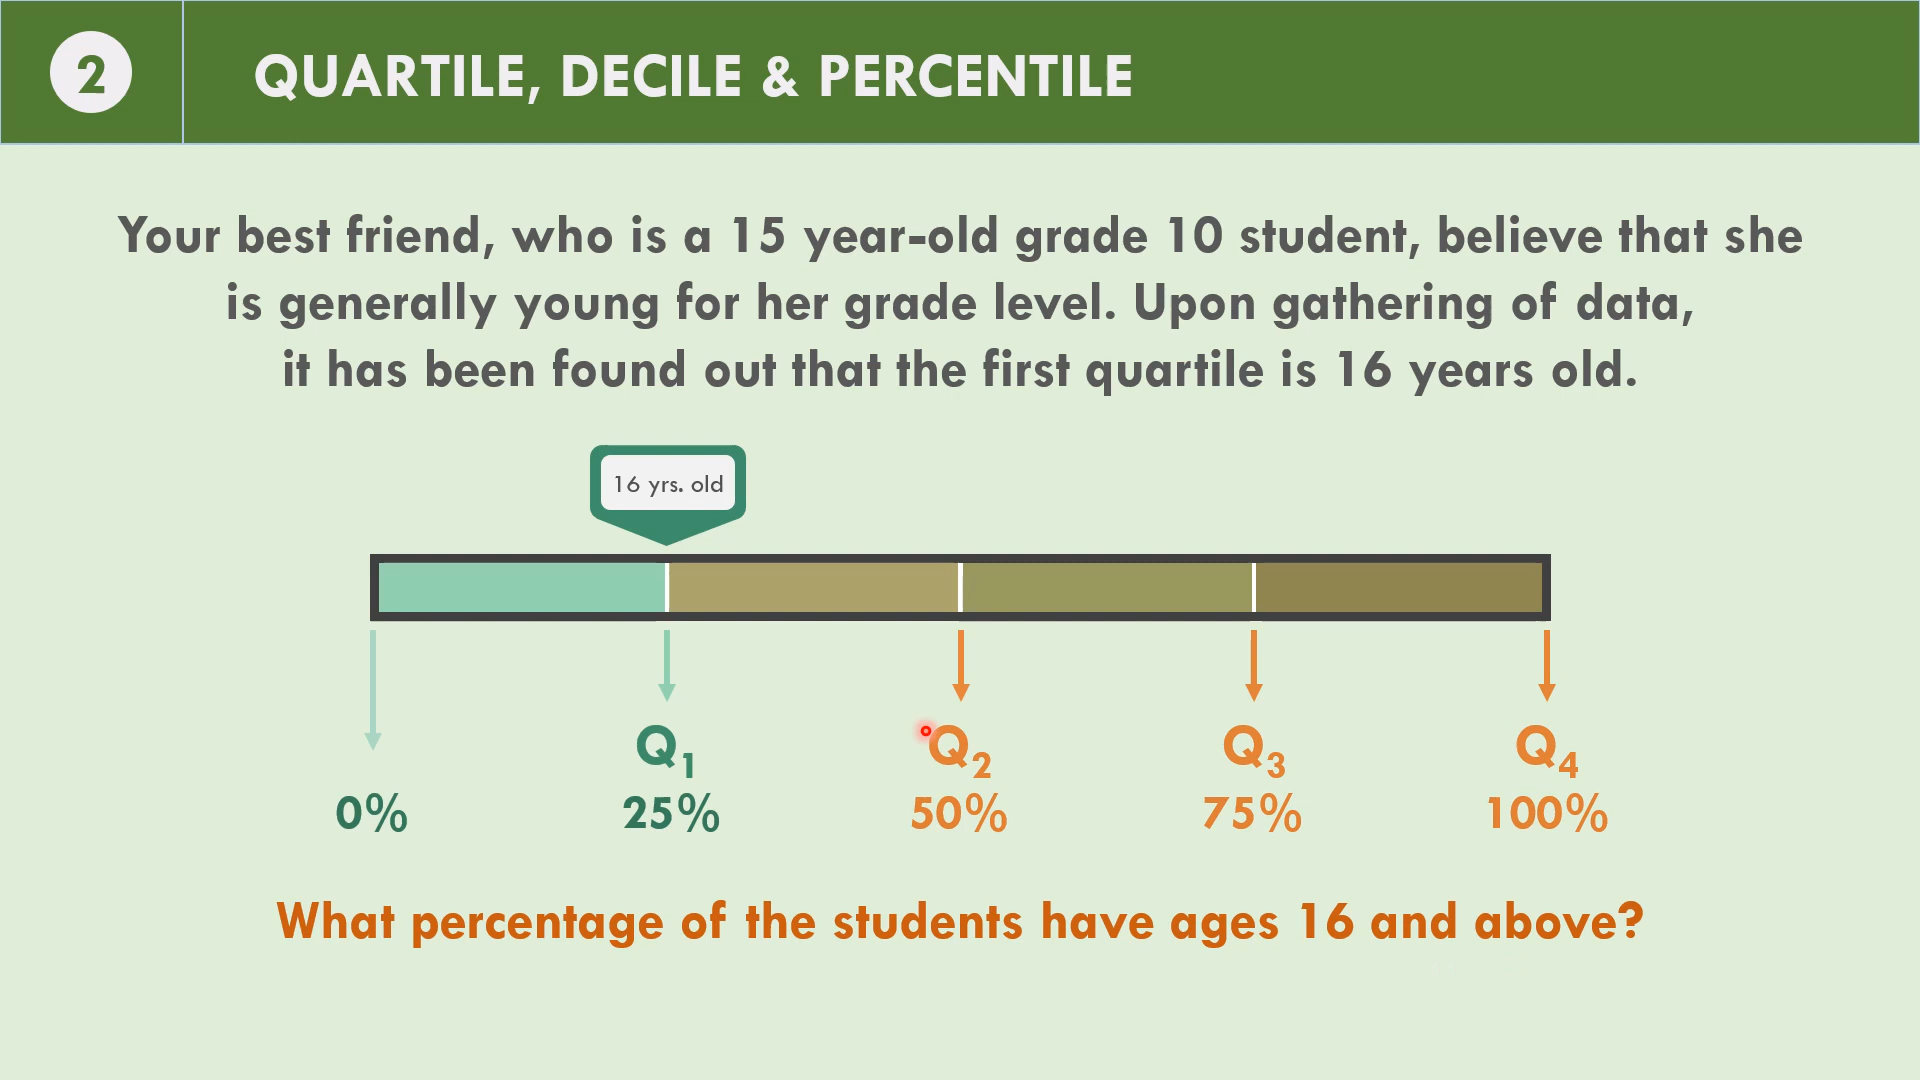 2
QUARTILE, DECILE & PERCENTILE
Your best friend, who is a 15 year-old grade 10 student, believe that she
is generally young for her grade level. Upon gathering of data,
it has been found out that the first quartile is 16 years old.
16 yrs. old
Q1 Q2 Q3 Q4
0% 25% 50% 75% 100%
What percentage of the students have ages 16 and above?